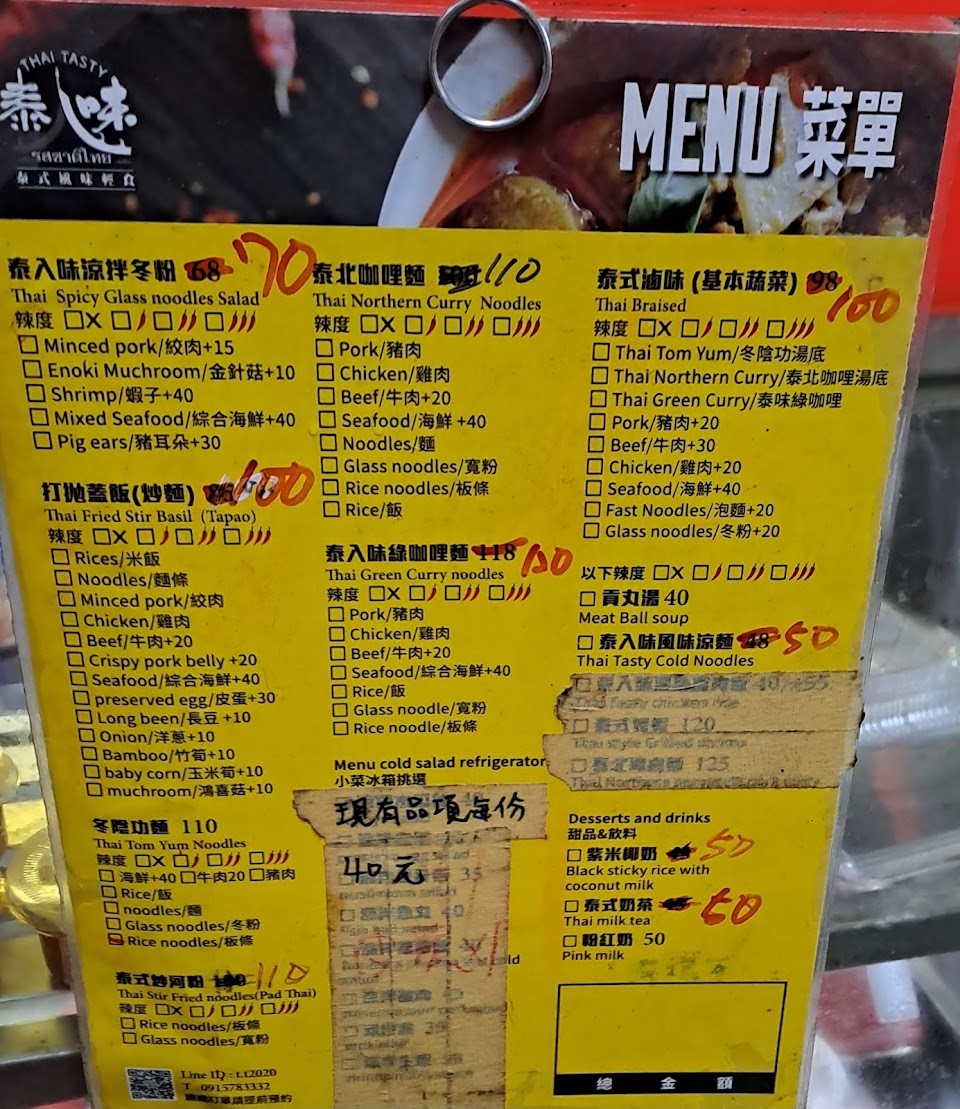 THAI TASTY
泰入味
รสชาติไทย
泰式風味輕食
MENU 菜單
泰入味涼拌冬粉 68 70
Thai Spicy Glass noodles Salad
辣度 □X □ □ □
□ Minced pork/絞肉+15
□ Enoki Muchroom/金針菇+10
□ Shrimp/蝦子+40
□ Mixed Seafood/綜合海鮮+40
□ Pig ears/豬耳朵+30
打拋蓋飯(炒麵) 100
Thai Fried Stir Basil (Tapao)
辣度 □X □ □ □
□ Rices/米飯
□ Noodles/麵條
□ Minced pork/絞肉
□ Chicken/雞肉
□ Beef/牛肉+20
□ Crispy pork belly +20
□ Seafood/綜合海鮮+40
□ preserved egg/皮蛋+30
□ Long been/長豆 +10
□ Onion/洋蔥+10
□ Bamboo/竹筍+10
□ baby corn/玉米筍+10
□ muchroom/鴻喜菇+10
冬陰功麵 110
Thai Tom Yum Noodles
辣度 □X □ □ □
□ 海鮮+40 □牛肉20 □豬肉
□ Rice/飯
□ noodles/麵
□ Glass noodles/冬粉
□ Rice noodles/板條
泰式炒河粉 100 110
Thai Stir Fried noodles(Pad Thai)
辣度 □X □ □ □
□ Rice noodles/板條
□ Glass noodles/寬粉
Line ID : t.t2020
T 0915783332
泰北咖哩麵 110
Thai Northern Curry Noodles
辣度 □X □ □ □
□ Pork/豬肉
□ Chicken/雞肉
□ Beef/牛肉+20
□ Seafood/海鮮 +40
□ Noodles/麵
□ Glass noodles/寬粉
□ Rice noodles/板條
□ Rice/飯
泰入味綠咖哩麵 118 120
Thai Green Curry noodles
辣度 □X □ □ □
□ Pork/豬肉
□ Chicken/雞肉
□ Beef/牛肉+20
□ Seafood/綜合海鮮+40
□ Rice/飯
□ Glass noodle/寬粉
□ Rice noodle/板條
Menu cold salad refrigerator
小菜冰箱挑選
現有品項每份
40元
泰式滷味 (基本蔬菜) 98 100
Thai Braised
辣度 □X □ □ □
□ Thai Tom Yum/冬陰功湯底
□ Thai Northern Curry/泰北咖哩湯底
□ Thai Green Curry/泰味綠咖哩
□ Pork/豬肉+20
□ Beef/牛肉+30
□ Chicken/雞肉+20
□ Seafood/海鮮+40
□ Fast Noodles/泡麵+20
□ Glass noodles/冬粉+20
以下辣度 □X □ □ □
□ 貢丸湯 40
Meat Ball soup
□ 泰入味風味涼麵 48 50
Thai Tasty Cold Noodles
120
125
Desserts and drinks
甜品&飲料
□ 紫米椰奶 50
Black sticky rice with
coconut milk
□ 泰式奶茶 45 50
Thai milk tea
□ 粉紅奶 50
Pink milk
總 金 額